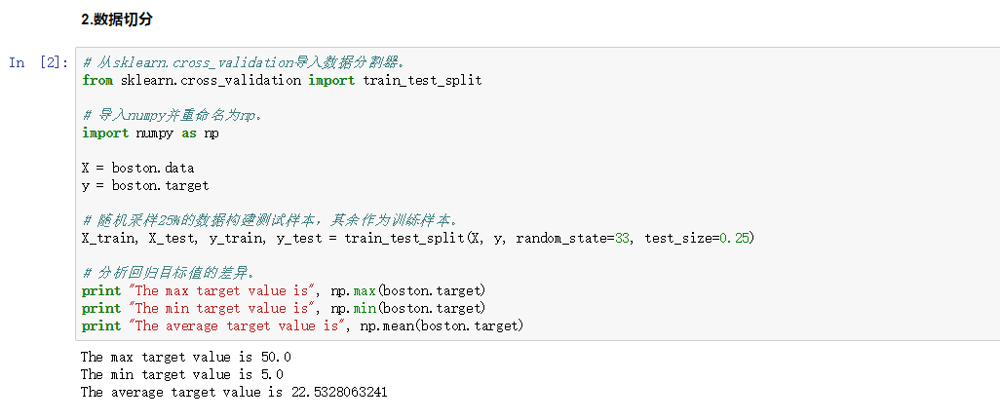 2.数据切分
In [2]:
# 从sklearn.cross_validation导入数据分割器。
from sklearn.cross_validation import train_test_split
# 导入numpy并重命名为np。
import numpy as np
X = boston.data
y = boston.target
# 随机采样25%的数据构建测试样本，其余作为训练样本。
X_train, X_test, y_train, y_test = train_test_split(X, y, random_state=33, test_size=0.25)
# 分析回归目标值的差异。
print "The max target value is", np.max(boston.target)
print "The min target value is", np.min(boston.target)
print "The average target value is", np.mean(boston.target)
The max target value is 50.0
The min target value is 5.0
The average target value is 22.5328063241